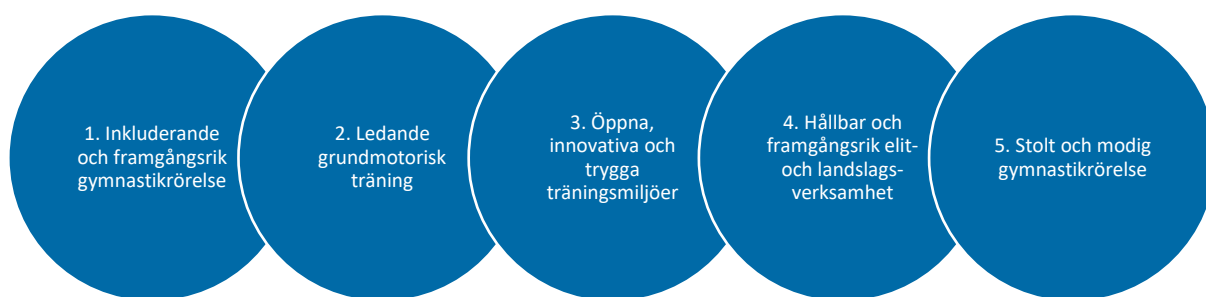 1. Inkluderande
och framgångsrik
gymnastikrörelse
2. Ledande
grundmotorisk
träning
3. Öppna,
innovativa och
trygga
träningsmiljöer
4. Hållbar och
framgångsrik elit-
och landslags-
verksamhet
5. Stolt och modig
gymnastikrörelse